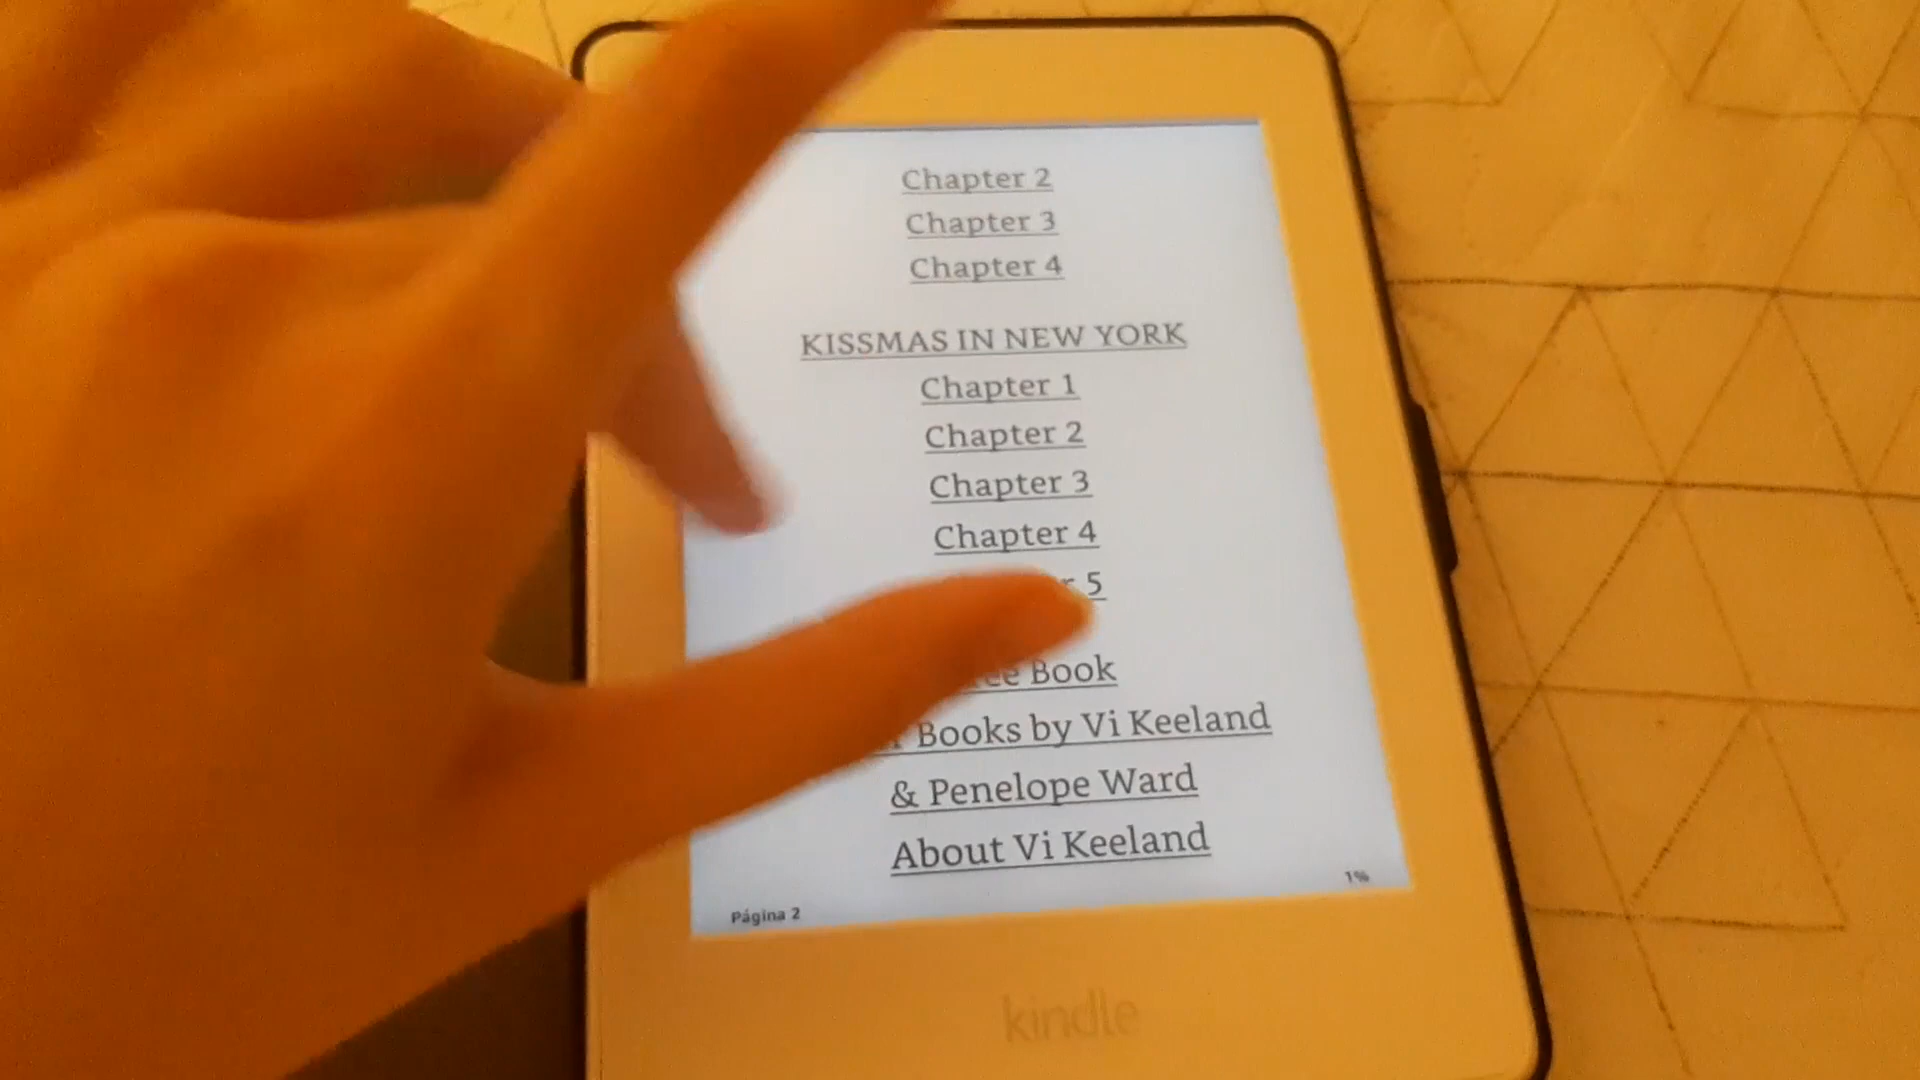 Chapter 2
Chapter 3
Chapter 4
KISSMAS IN NEW YORK
Chapter 1
Chapter 2
Chapter 3
Chapter 4
5
Book
Books by Vi Keeland
& Penelope Ward
About Vi Keeland
Página 2
1%
kindle